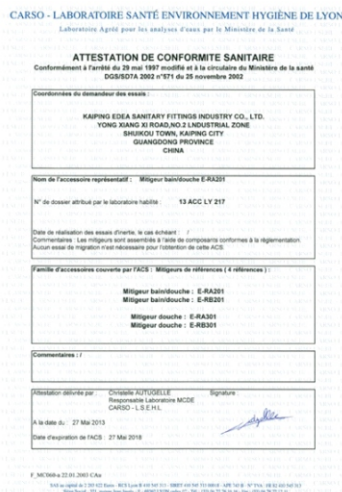 CARSO - LABORATOIRE SANTÉ ENVIRONNEMENT HYGIÈNE DE LYON
Laboratoire Agréé pour les analyses d'eaux par le Ministère de la Santé
ATTESTATION DE CONFORMITE SANITAIRE
Conformément à l'arrêté du 29 mai 1997 modifié et à la circulaire du Ministère de la santé
DGS/SDTA 2002 n°571 du 25 novembre 2002
Coordonnées du demandeur des essais :
KAIPING EDEA SANITARY FITTINGS INDUSTRY CO., LTD.
YONG XIANG XI ROAD,NO.2 LNDUSTRIAL ZONE
SHUIKOU TOWN, KAIPING CITY
GUANGDONG PROVINCE
CHINA
Nom de l'accessoire représentatif : Mitigeur bain/douche E-RA201
N° de dossier attribué par le laboratoire habilité : 13 ACC LY 217
Date de réalisation des essais d'inertie, le cas échéant : /
Commentaires : Les mitigeurs sont assemblés à l'aide de composants conformes à la réglementation.
Aucun essai de migration n'est nécessaire pour l'obtention de cette ACS.
Famille d'accessoires couverte par l'ACS : Mitigeurs de références ( 4 références ) :
Mitigeur bain/douche : E-RA201
Mitigeur bain/douche : E-RB201
Mitigeur douche : E-RA301
Mitigeur douche : E-RB301
Commentaires : /
Attestation délivrée par : Christelle AUTUGELLE Signature
Responsable Laboratoire MCDE
CARSO - L.S.E.H.L
A la date du : 27 Mai 2013
Date d'expiration de l'ACS : 27 Mai 2018
F_MC060-a 22.01.2003 CAu